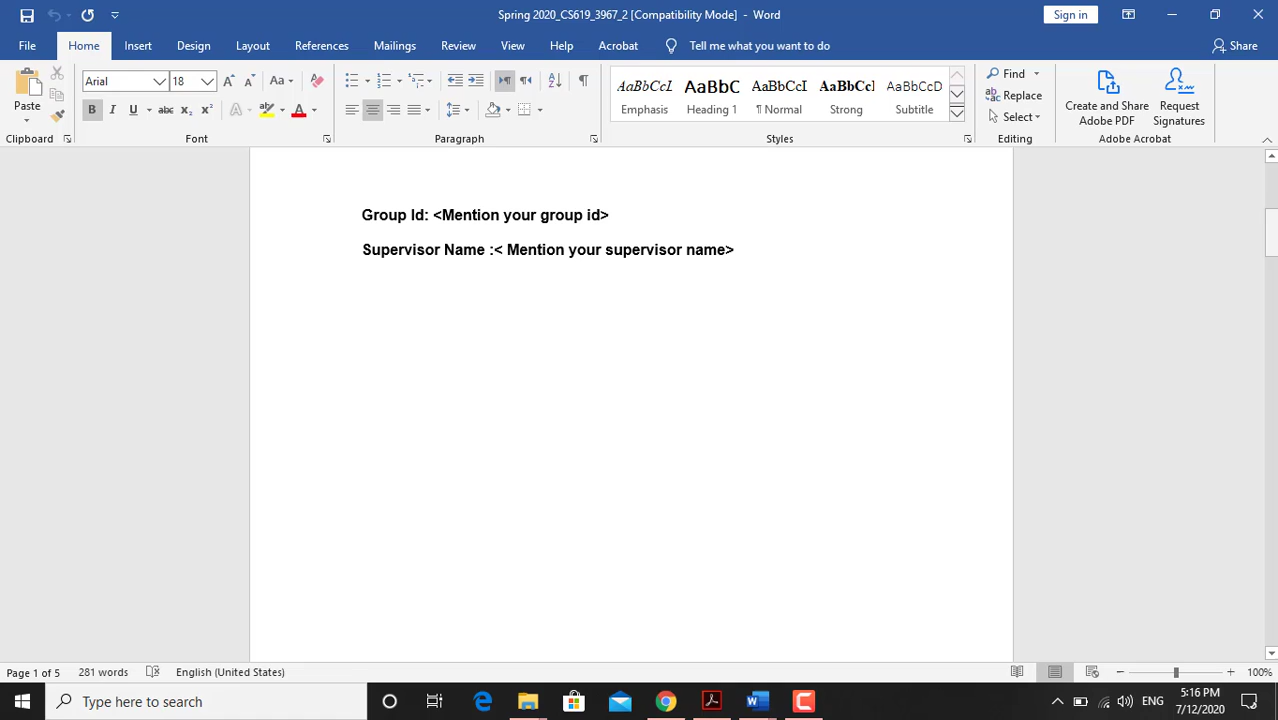 Spring 2020_CS619_3967_2 [Compatibility Mode] - Word
Sign in
File Home Insert Design Layout References Mailings Review View Help Acrobat Tell me what you want to do Share
Paste
Clipboard
Arial 18
Aa
B I U abc x₂ x² A A
Font
Paragraph
AaBbCcI AaBbC AaBbCcI AaBbCcI AaBbCcD
Emphasis Heading 1 ¶ Normal Strong Subtitle
Styles
Find
Replace
Select
Editing
Create and Share Adobe PDF
Request Signatures
Adobe Acrobat
Group Id: <Mention your group id>
Supervisor Name :< Mention your supervisor name>
Page 1 of 5 281 words English (United States) 100%
Type here to search
ENG
5:16 PM
7/12/2020